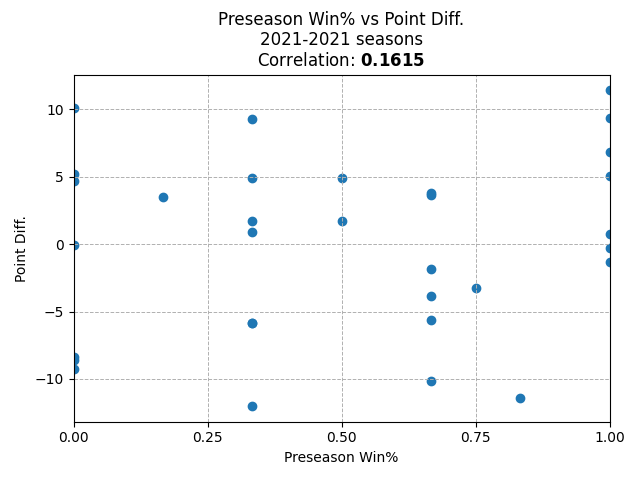 Preseason Win% vs Point Diff.
2021-2021 seasons
Correlation: 0.1615
Point Diff.
10
5
0
−5
−10
0.00 0.25 0.50 0.75 1.00
Preseason Win%